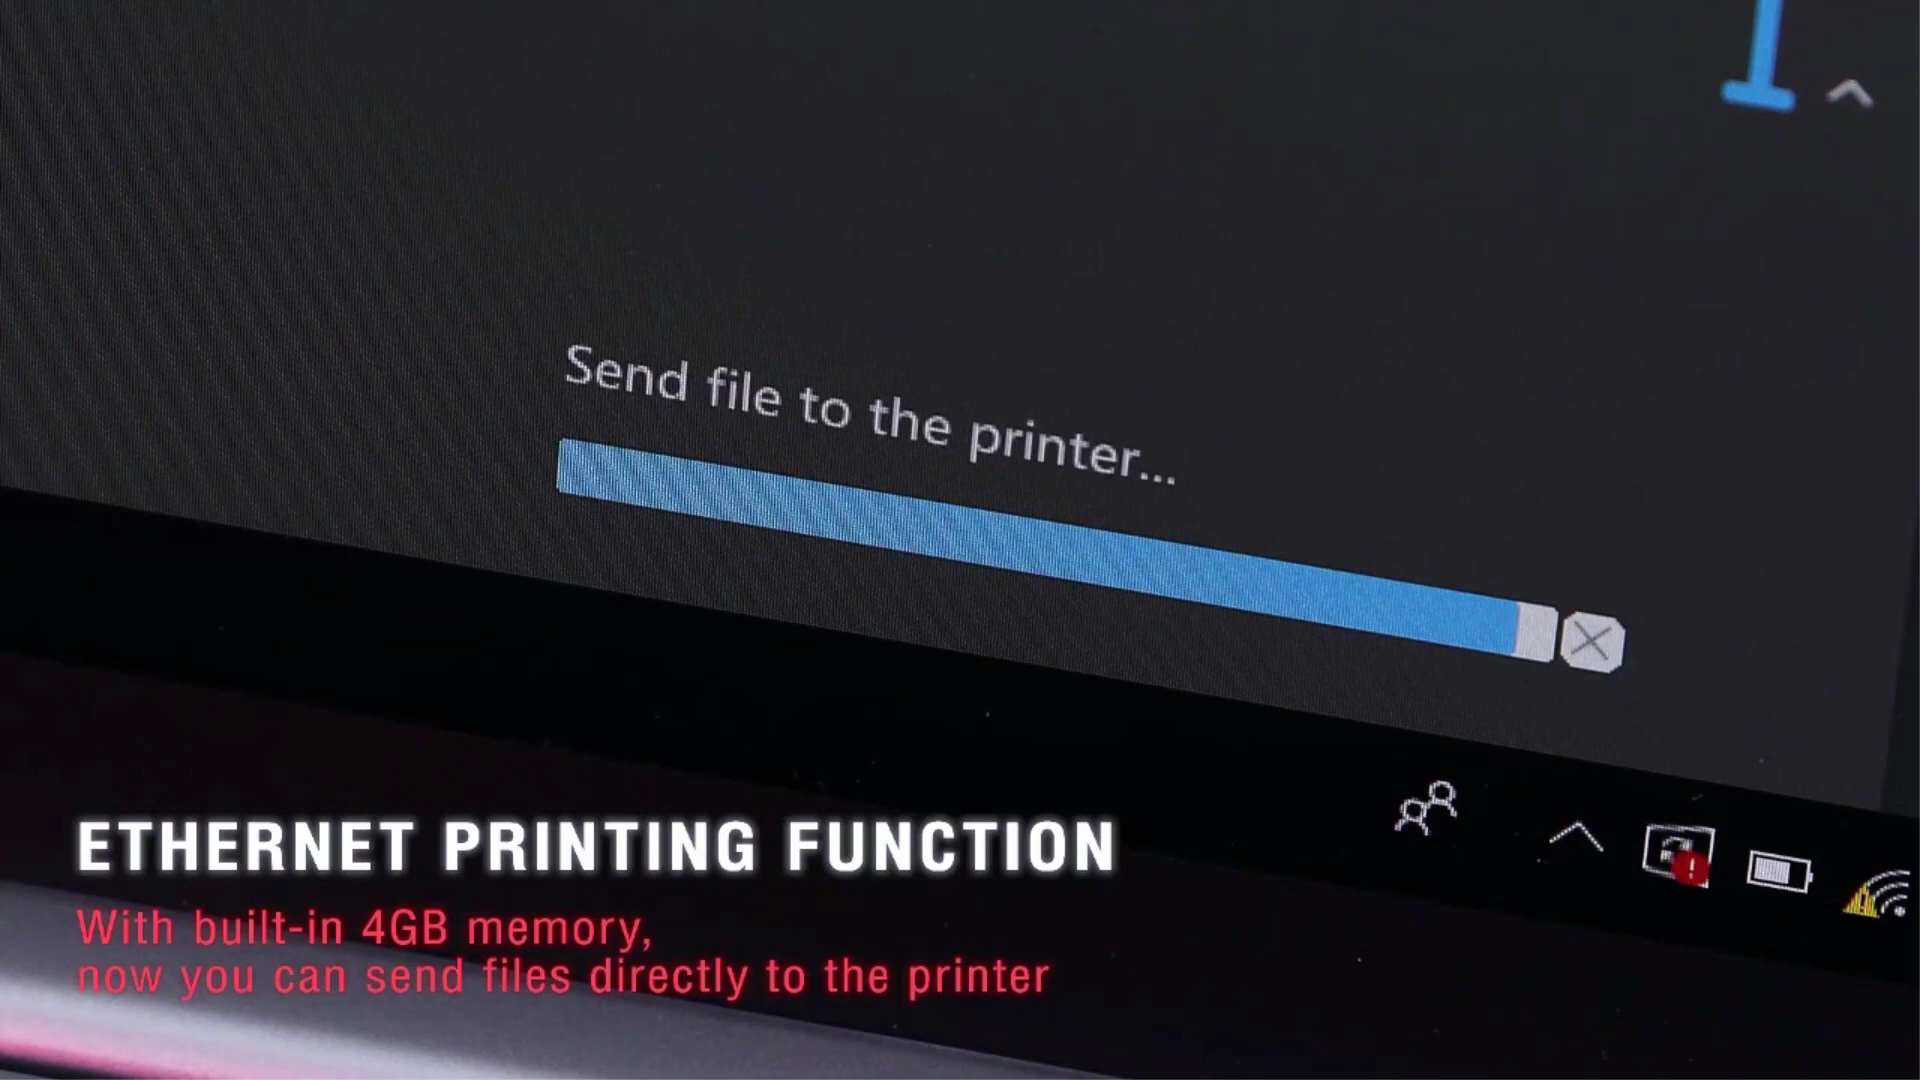 Send file to the printer...
ETHERNET PRINTING FUNCTION
With built-in 4GB memory,
now you can send files directly to the printer